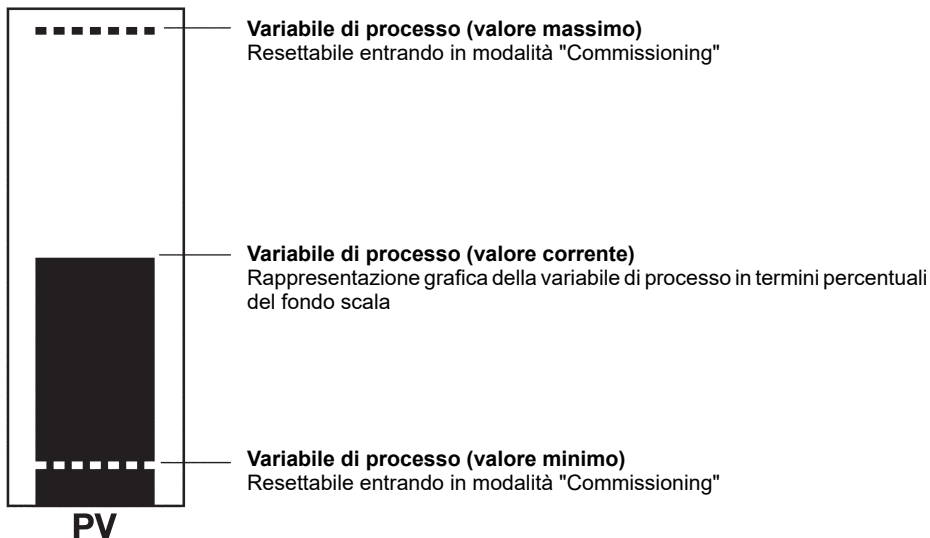 Variabile di processo (valore massimo)
Resettabile entrando in modalità "Commissioning"
Variabile di processo (valore corrente)
Rappresentazione grafica della variabile di processo in termini percentuali
del fondo scala
Variabile di processo (valore minimo)
Resettabile entrando in modalità "Commissioning"
PV